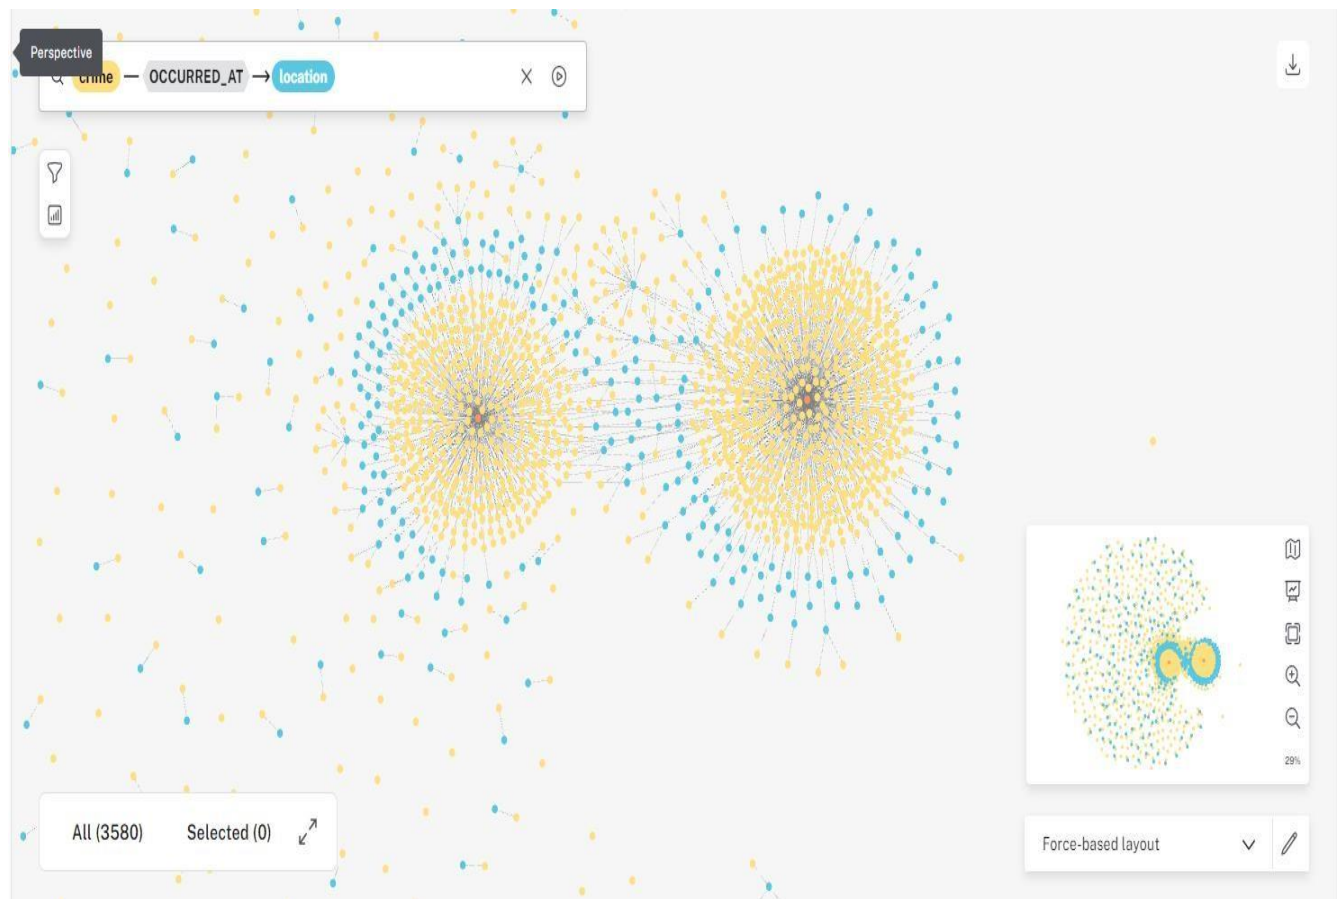 Perspective
crime — OCCURRED_AT → location
All (3580) Selected (0)
29%
Force-based layout